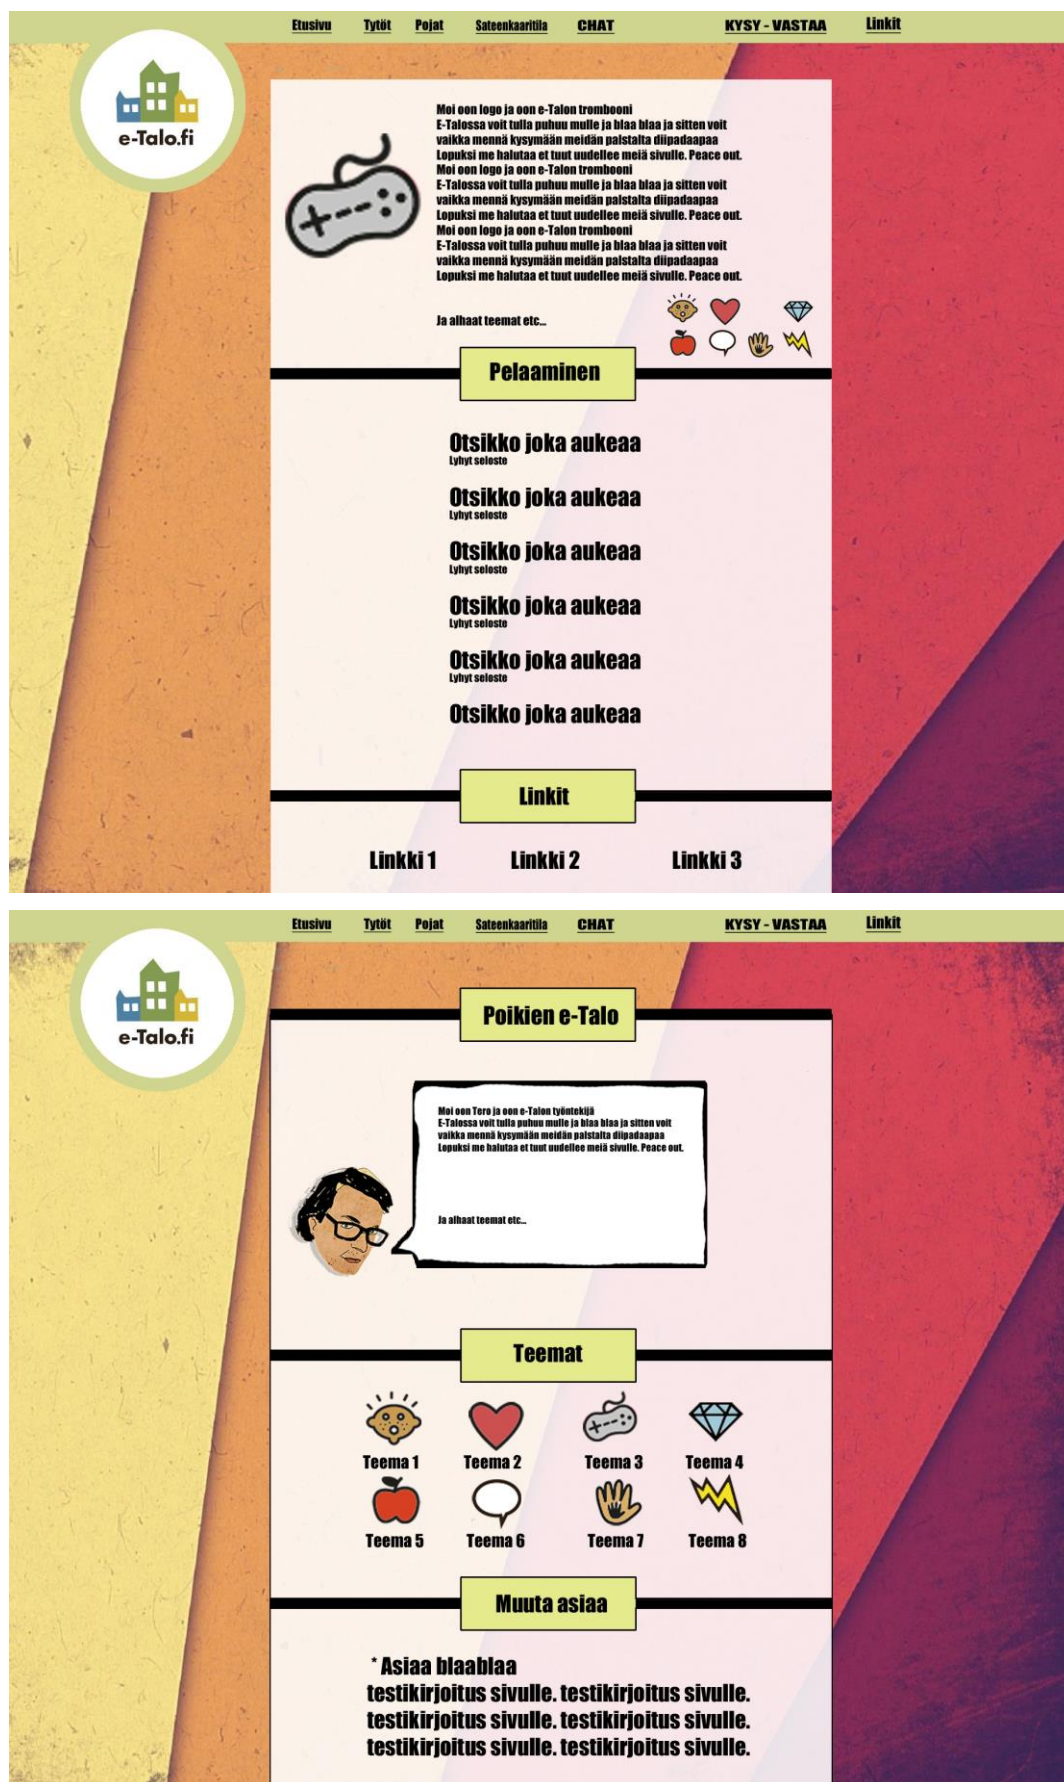 Etusivu Tytöt Pojat Sateenkaaritila CHAT KYSY - VASTAA Linkit
e-Talo.fi
Moi oon logo ja oon e-Talon trombooni
E-Talossa voit tulla puhuu mulle ja blaa blaa ja sitten voit
vaikka mennä kysymään meidän palstalta diipadaapaa
Lopuksi me halutaa et tuut uudellee meiä sivulle. Peace out.
Moi oon logo ja oon e-Talon trombooni
E-Talossa voit tulla puhuu mulle ja blaa blaa ja sitten voit
vaikka mennä kysymään meidän palstalta diipadaapaa
Lopuksi me halutaa et tuut uudellee meiä sivulle. Peace out.
Moi oon logo ja oon e-Talon trombooni
E-Talossa voit tulla puhuu mulle ja blaa blaa ja sitten voit
vaikka mennä kysymään meidän palstalta diipadaapaa
Lopuksi me halutaa et tuut uudellee meiä sivulle. Peace out.
Ja alhaat teemat etc...
Pelaaminen
Otsikko joka aukeaa
Lyhyt seloste
Otsikko joka aukeaa
Lyhyt seloste
Otsikko joka aukeaa
Lyhyt seloste
Otsikko joka aukeaa
Lyhyt seloste
Otsikko joka aukeaa
Lyhyt seloste
Otsikko joka aukeaa
Linkit
Linkki 1 Linkki 2 Linkki 3
Etusivu Tytöt Pojat Sateenkaaritila CHAT KYSY - VASTAA Linkit
e-Talo.fi
Poikien e-Talo
Moi oon Tero ja oon e-Talon työntekijä
E-Talossa voit tulla puhuu mulle ja blaa blaa ja sitten voit
vaikka mennä kysymään meidän palstalta diipadaapaa
Lopuksi me halutaa et tuut uudellee meiä sivulle. Peace out.
Ja alhaat teemat etc...
Teemat
Teema 1 Teema 2 Teema 3 Teema 4
Teema 5 Teema 6 Teema 7 Teema 8
Muuta asiaa
* Asiaa blaablaa
testikirjoitus sivulle. testikirjoitus sivulle.
testikirjoitus sivulle. testikirjoitus sivulle.
testikirjoitus sivulle. testikirjoitus sivulle.